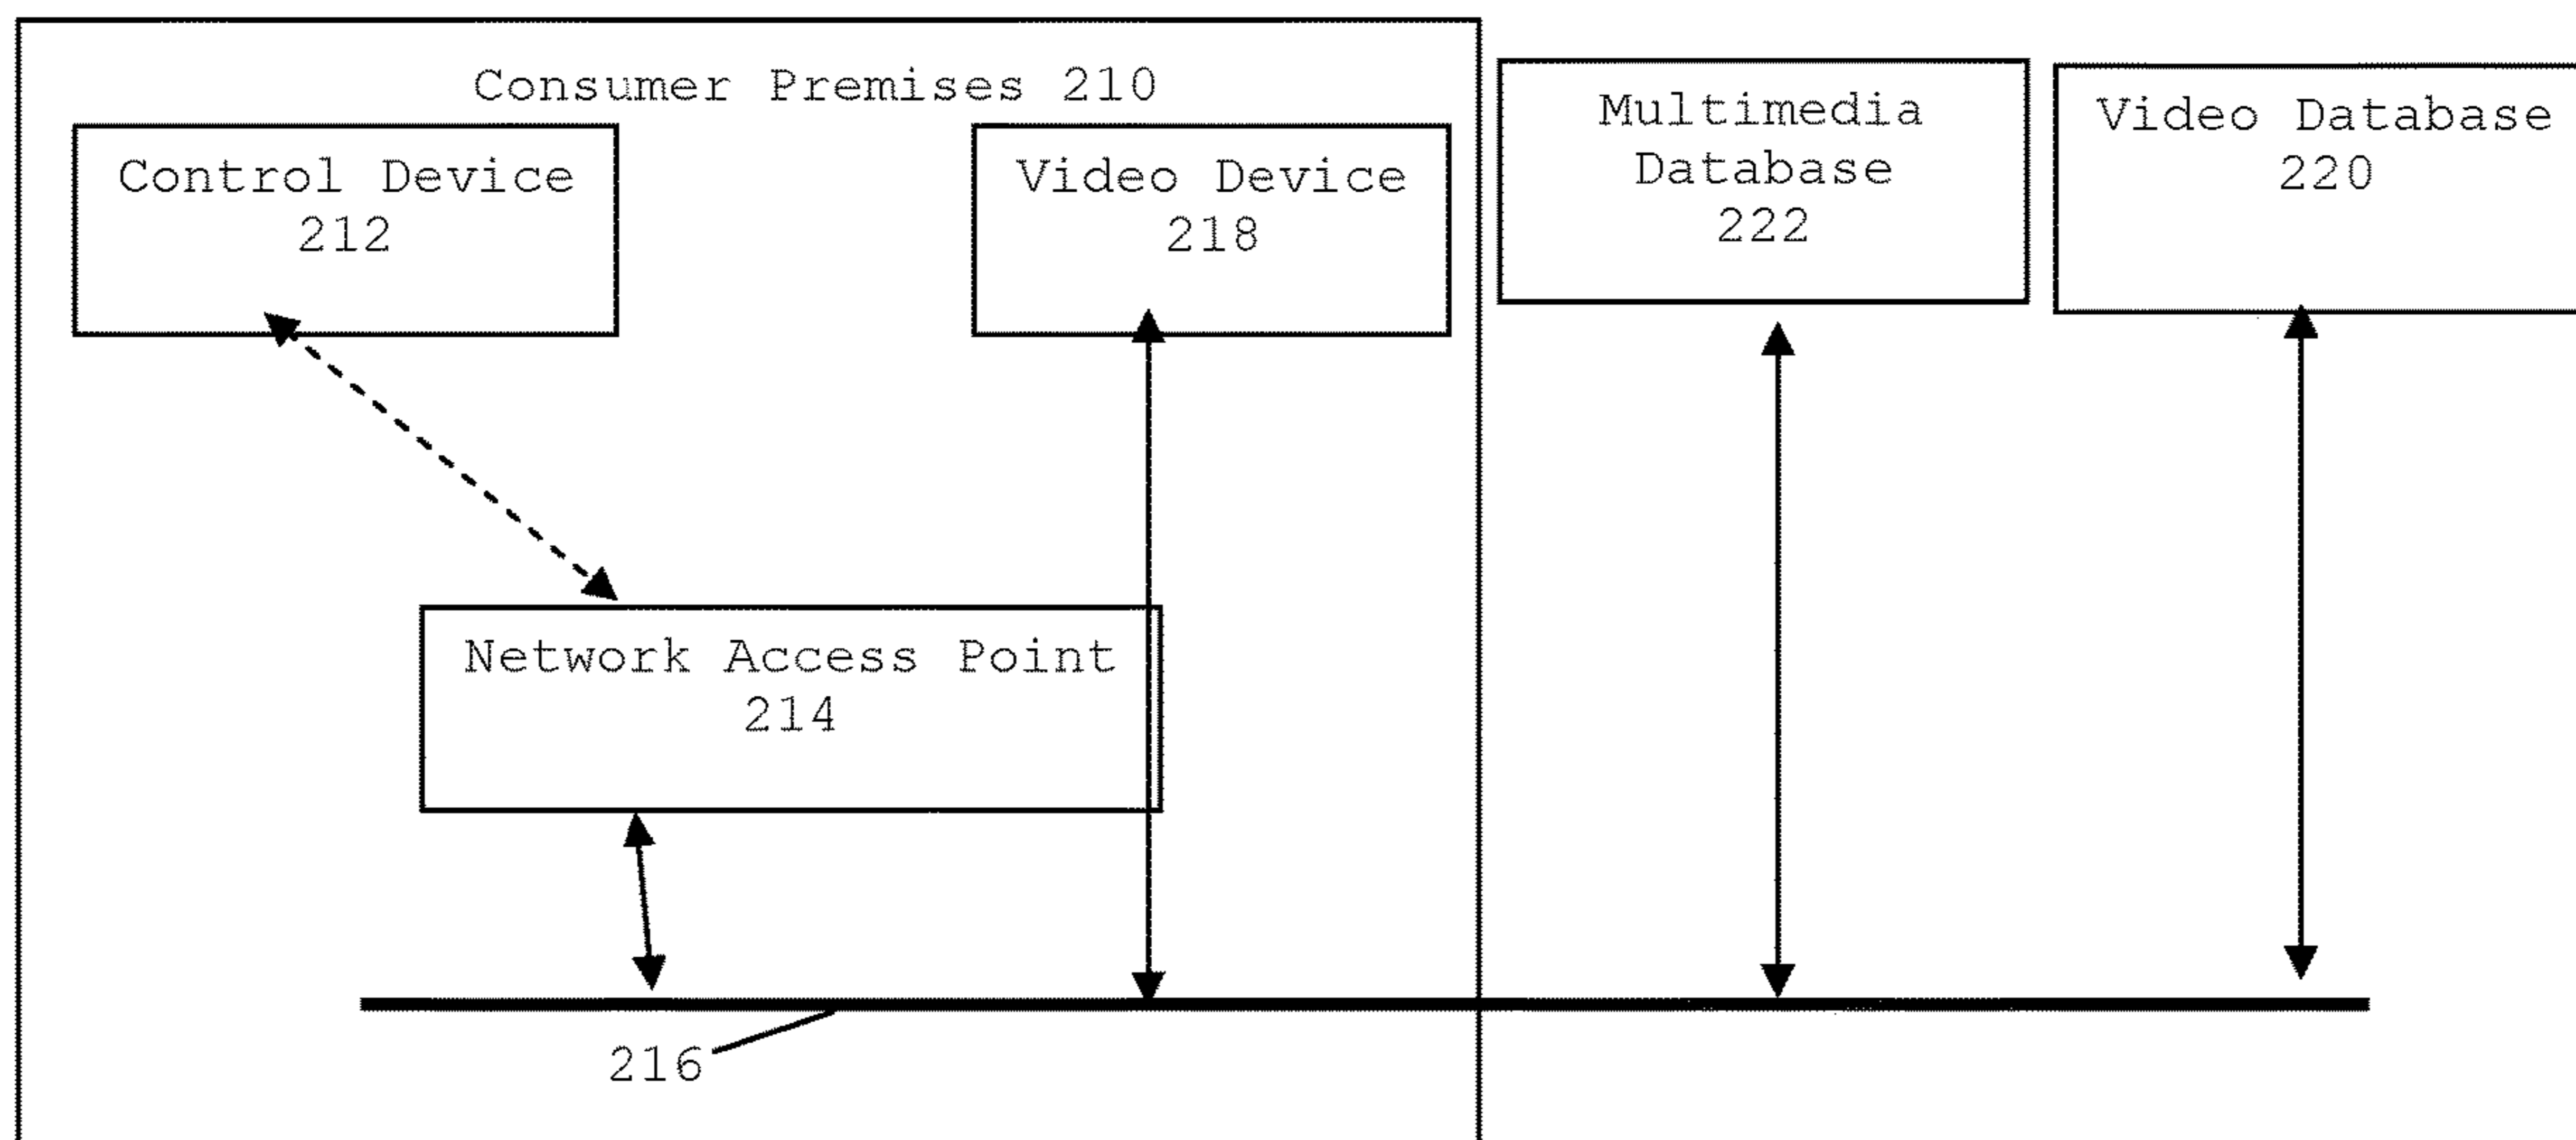 Consumer Premises 210
Control Device
212
Video Device
218
Multimedia
Database
222
Video Database
220
Network Access Point
214
216